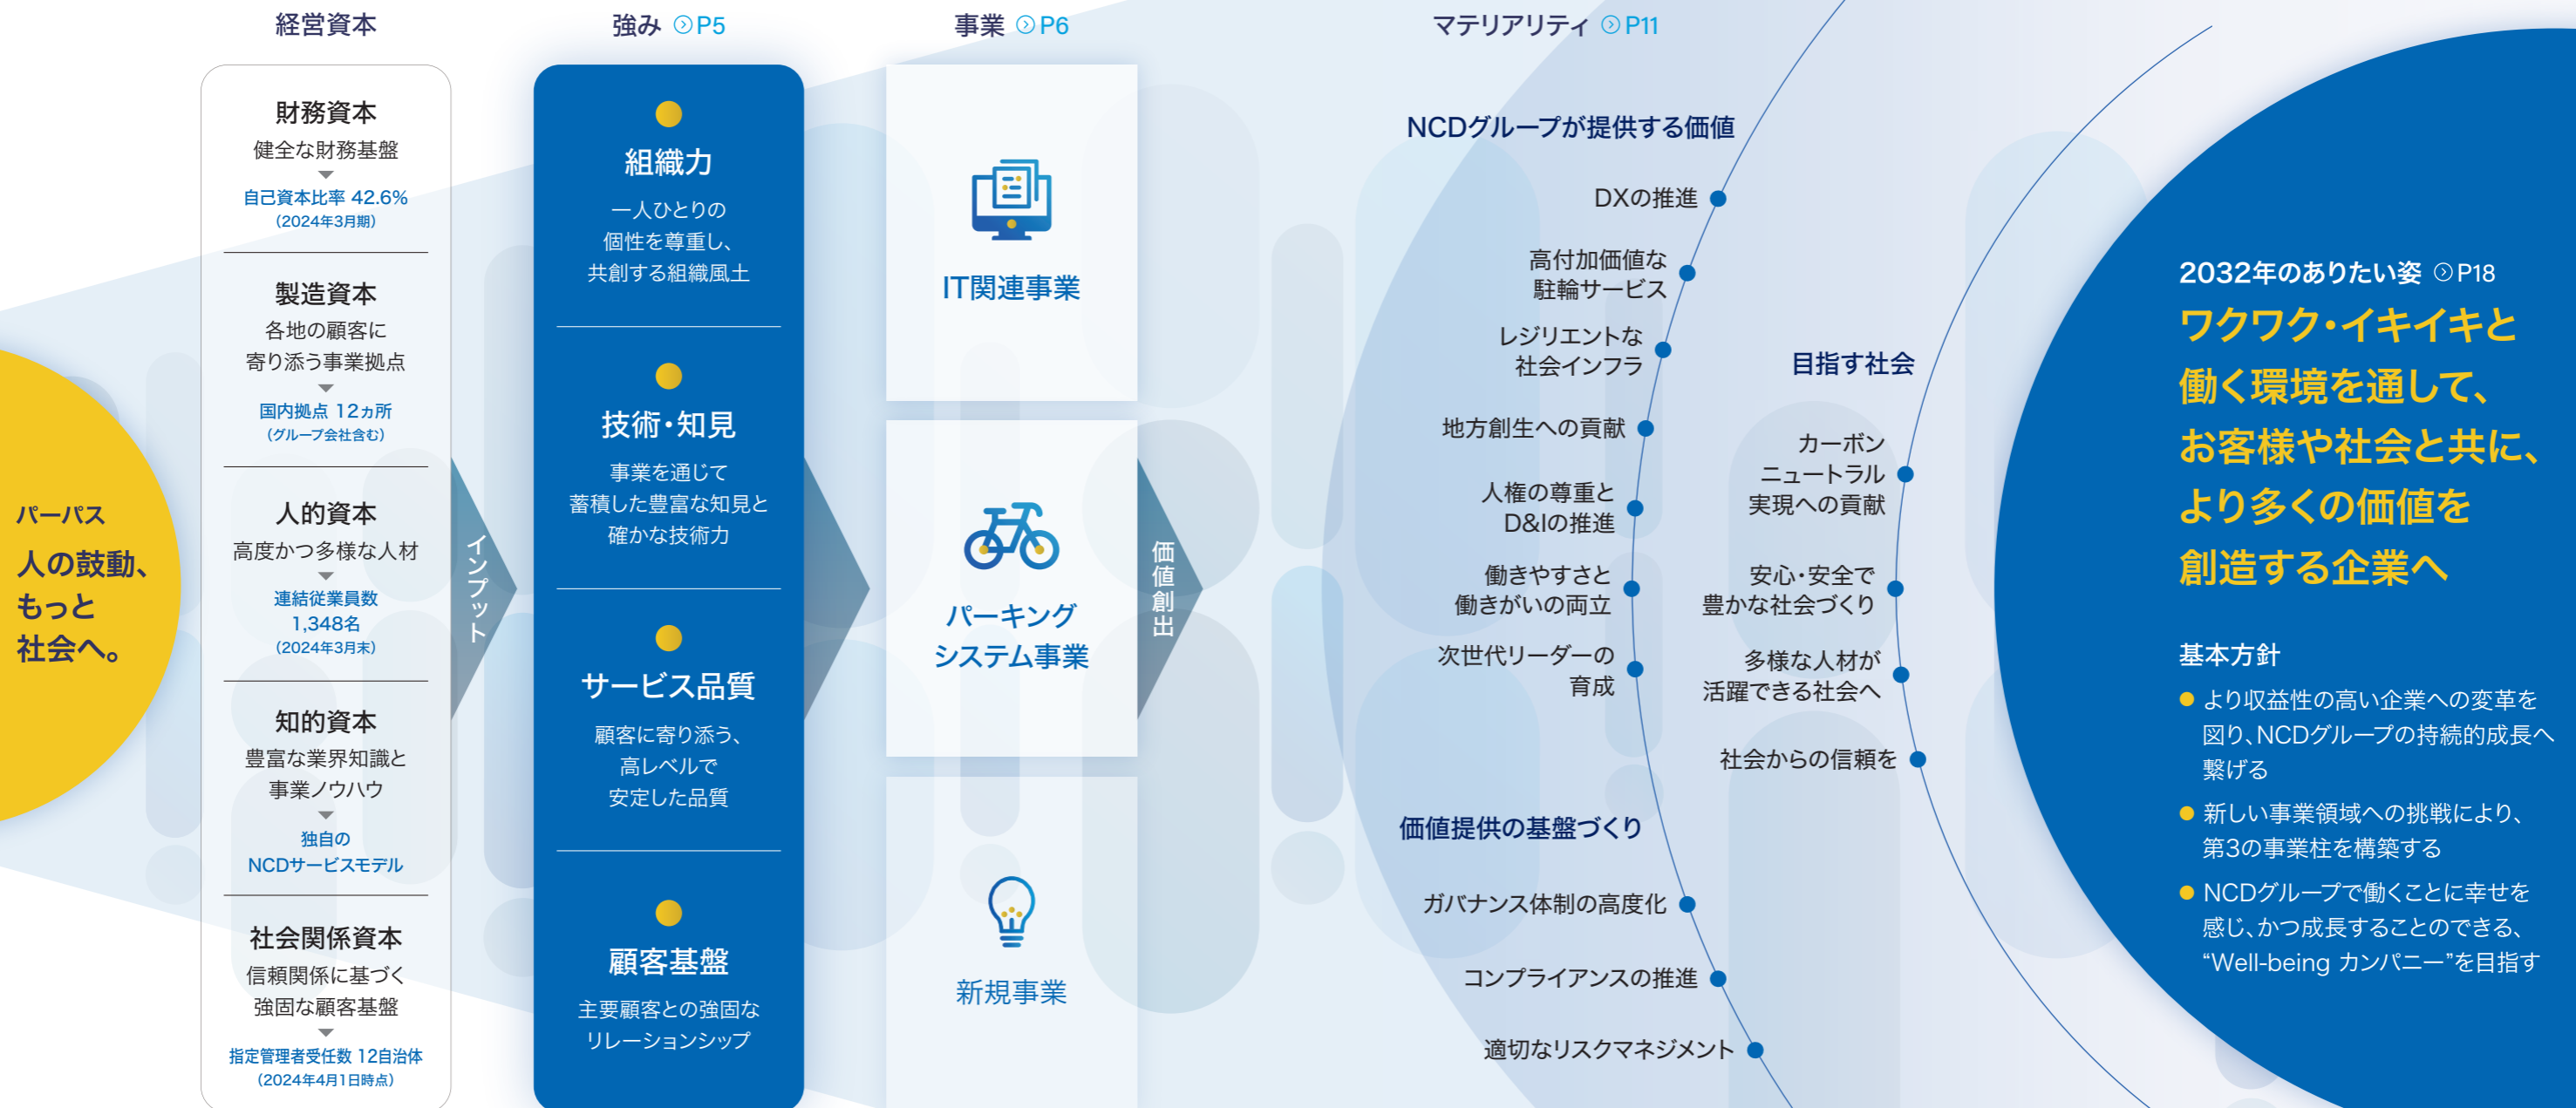 経営資本
強み P5
事業 P6
マテリアリティ P11
パーパス
人の鼓動、
もっと
社会へ。
財務資本
健全な財務基盤
自己資本比率 42.6%
(2024年3月期)
製造資本
各地の顧客に
寄り添う事業拠点
国内拠点 12ヵ所
(グループ会社含む)
人的資本
高度かつ多様な人材
連結従業員数
1,348名
(2024年3月末)
知的資本
豊富な業界知識と
事業ノウハウ
独自の
NCDサービスモデル
社会関係資本
信頼関係に基づく
強固な顧客基盤
指定管理者受任数 12自治体
(2024年4月1日時点)
インプット
組織力
一人ひとりの
個性を尊重し、
共創する組織風土
技術・知見
事業を通じて
蓄積した豊富な知見と
確かな技術力
サービス品質
顧客に寄り添う、
高レベルで
安定した品質
顧客基盤
主要顧客との強固な
リレーションシップ
IT関連事業
パーキング
システム事業
新規事業
価値創出
NCDグループが提供する価値
DXの推進
高付加価値な
駐輪サービス
レジリエントな
社会インフラ
地方創生への貢献
人権の尊重と
D&Iの推進
働きやすさと
働きがいの両立
次世代リーダーの
育成
価値提供の基盤づくり
ガバナンス体制の高度化
コンプライアンスの推進
適切なリスクマネジメント
目指す社会
カーボン
ニュートラル
実現への貢献
安心・安全で
豊かな社会づくり
多様な人材が
活躍できる社会へ
社会からの信頼を
2032年のありたい姿 P18
ワクワク・イキイキと
働く環境を通して、
お客様や社会と共に、
より多くの価値を
創造する企業へ
基本方針
より収益性の高い企業への変革を
図り、NCDグループの持続的成長へ
繋げる
新しい事業領域への挑戦により、
第3の事業柱を構築する
NCDグループで働くことに幸せを
感じ、かつ成長することのできる、
“Well-being カンパニー”を目指す